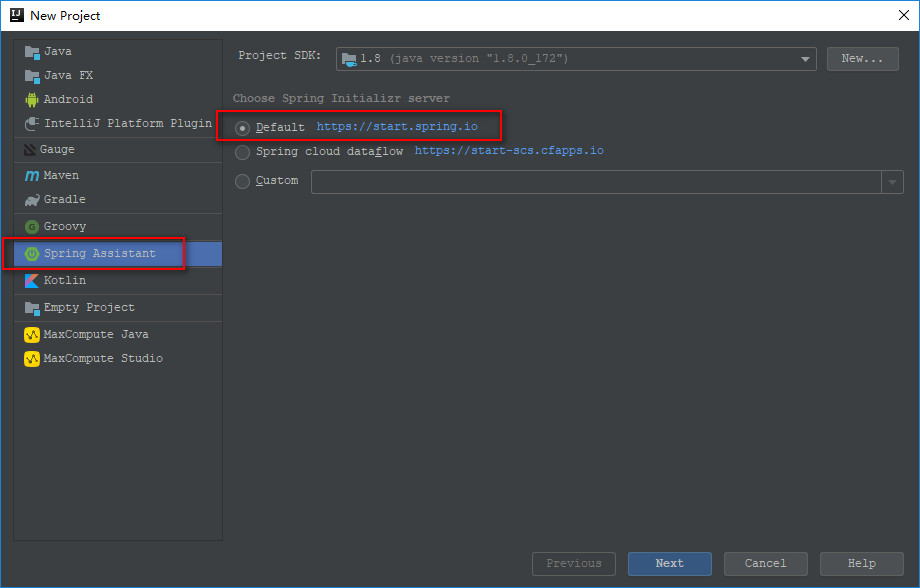 New Project
Java
Java FX
Android
IntelliJ Platform Plugin
Gauge
Maven
Gradle
Groovy
Spring Assistant
Kotlin
Empty Project
MaxCompute Java
MaxCompute Studio
Project SDK: 1.8 (java version "1.8.0_172") New...
Choose Spring Initializr server
Default https://start.spring.io
Spring cloud dataflow https://start-scs.cfapps.io
Custom
Previous Next Cancel Help